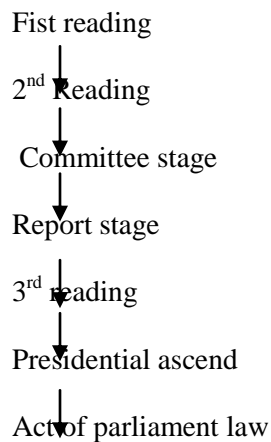 Fist reading
2nd Reading
Committee stage
Report stage
3rd reading
Presidential ascend
Act of parliament law